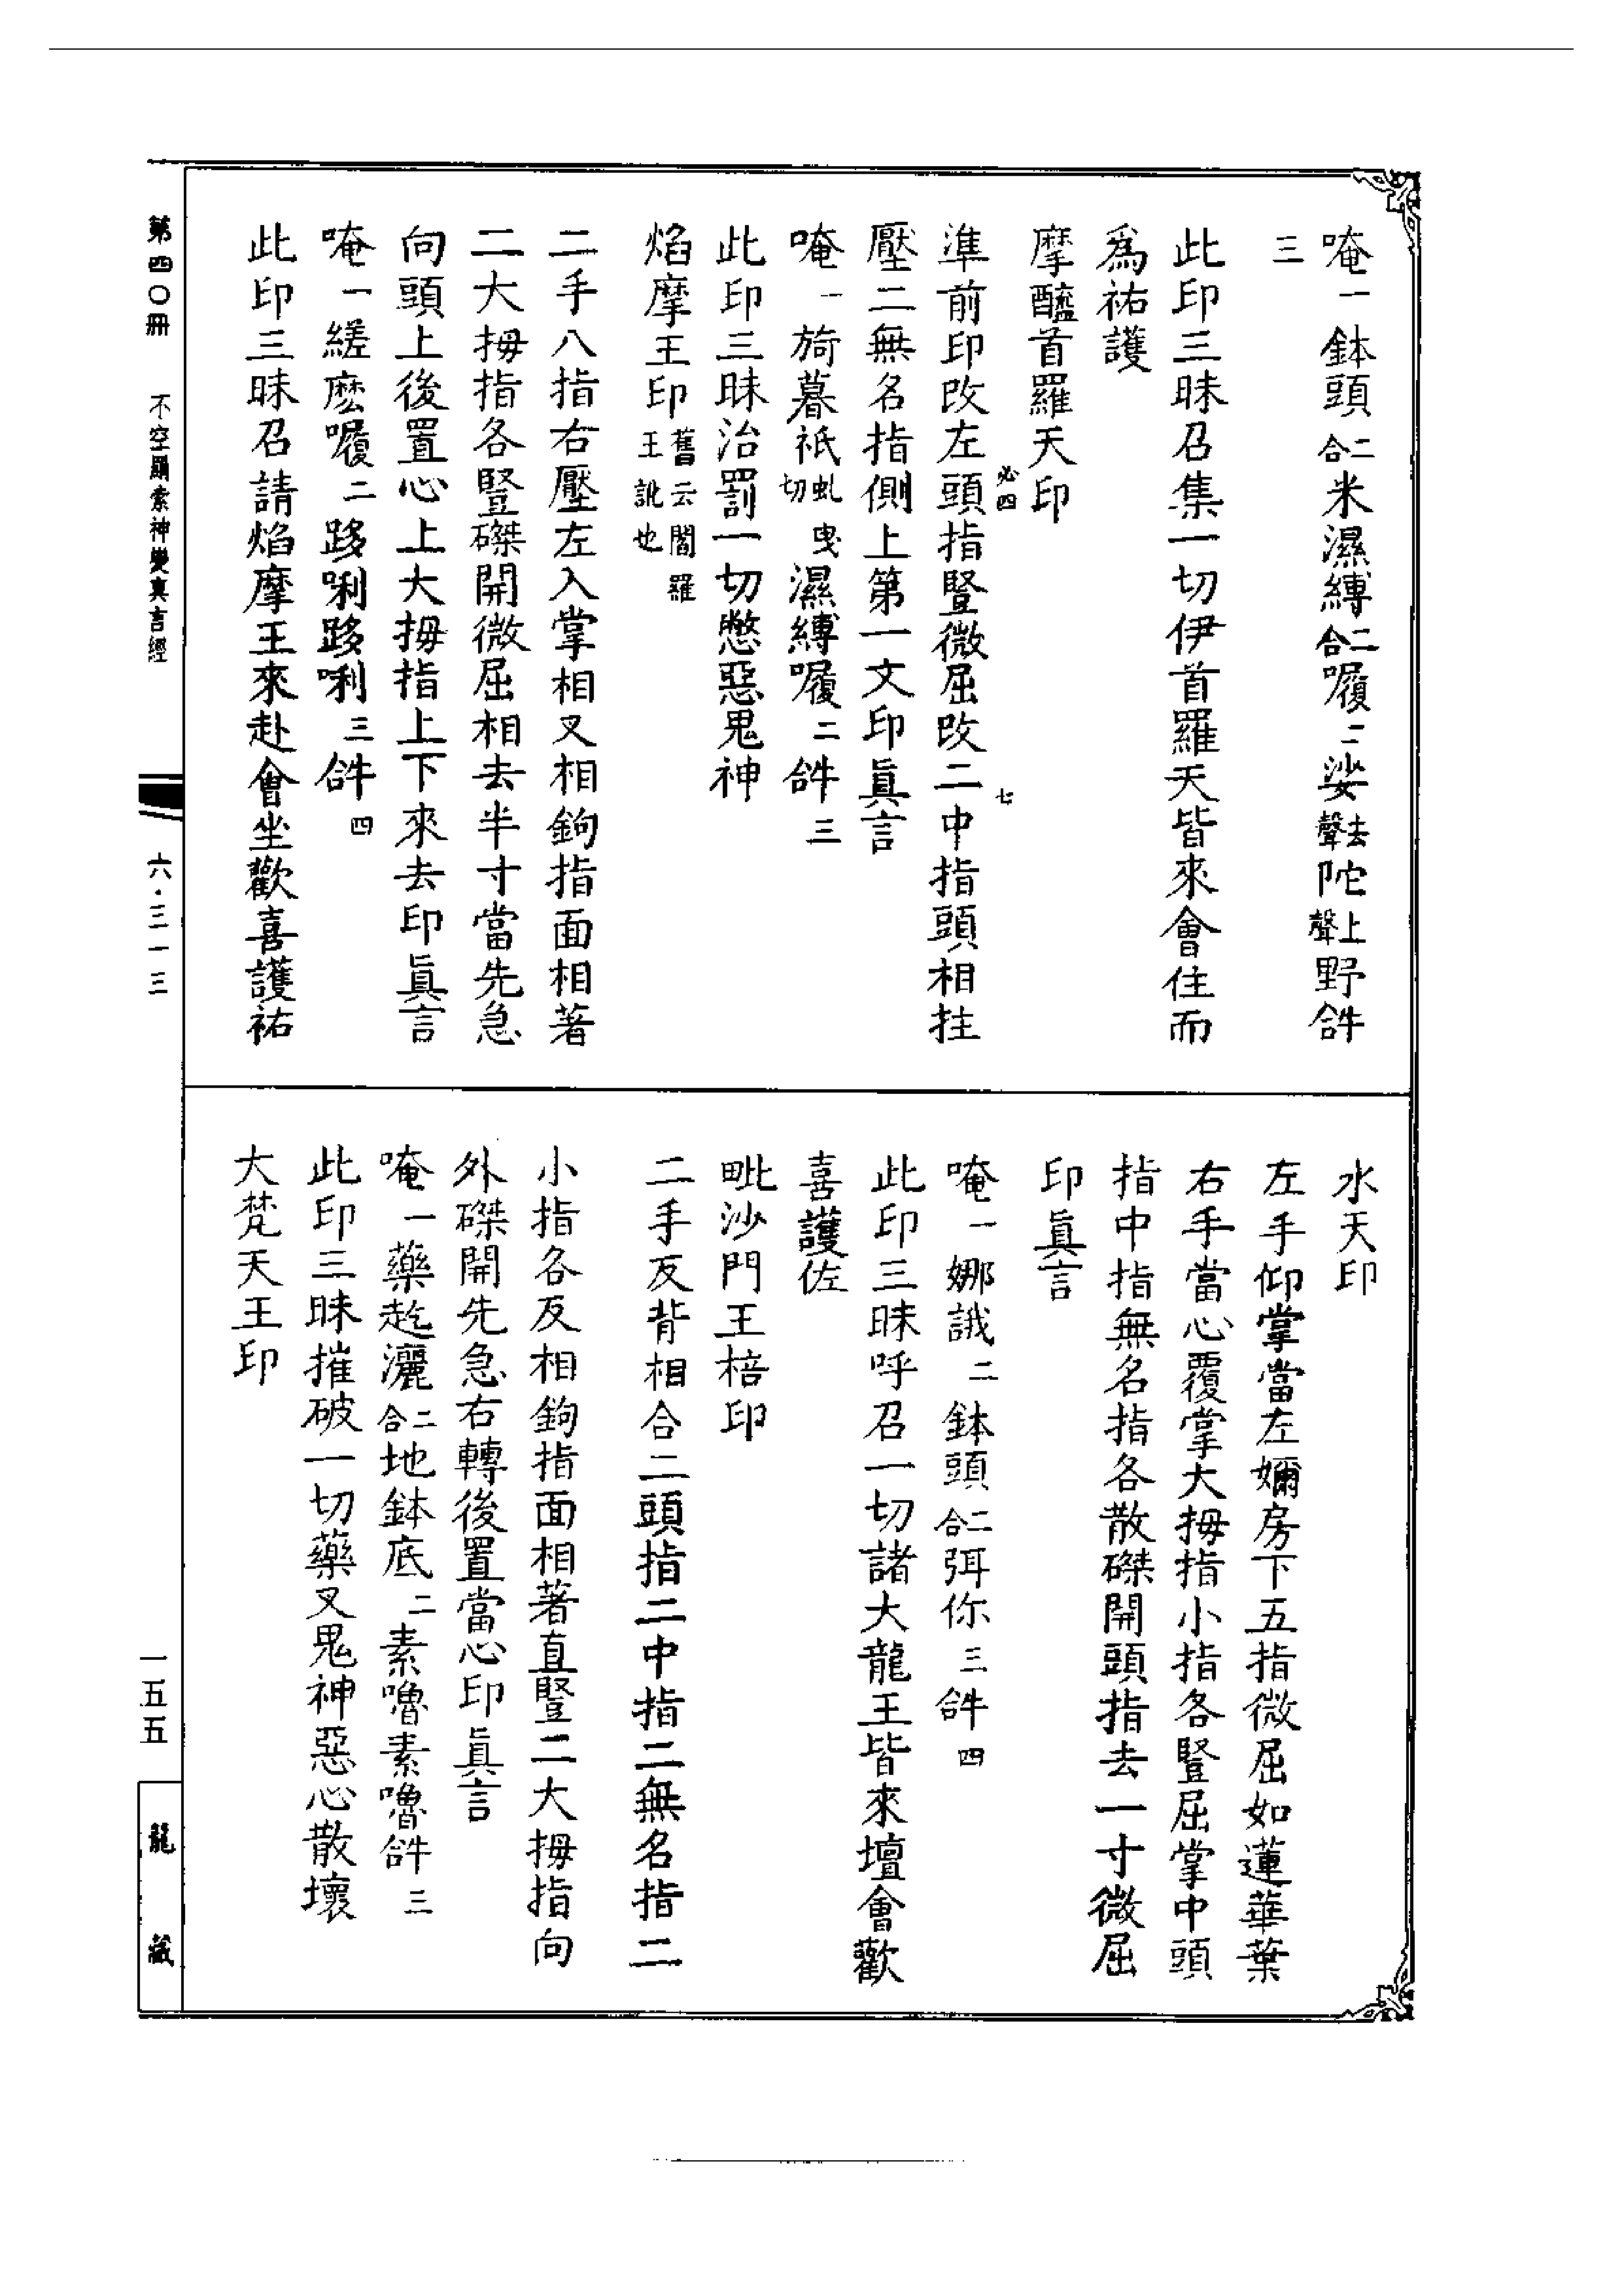 唵一鉢頭二合米濕縛二合嚩二娑去聲陀上聲野𤙖
三
此印三昧召集一切伊首羅天皆來會住而
爲祐護
摩醯首羅天印
準前印改左頭指豎微屈改二中指頭相拄
壓二無名指側上第一文印眞言
唵一旖暮祇虬曳切濕縛嚩二𤙖三
此印三昧治罰一切憋惡鬼神
焰摩王印舊云閻羅王訛也
二手八指右壓左入掌相叉相鉤指面相著
二大拇指各豎磔開微屈相去半寸當先急
向頭上後置心上大拇指上下來去印眞言
唵一縒麽二跢唎跢唎三𤙖四
此印三昧召請焰摩王來赴會坐歡喜護祐
必四
七
水天印
左手仰掌當左嬭房下五指微屈如蓮華葉
右手當心覆掌大拇指小指各豎屈掌中頭
指中指無名指各散磔開頭指去一寸微屈
印眞言
唵一娜誐二鉢頭二合弭你三𤙖四
此印三昧呼召一切諸大龍王皆來壇會歡
喜護佐
毗沙門王棓印
二手反背相合二頭指二中指二無名指二
小指各反相鉤指面相著直豎二大拇指向
外磔開先急右轉後置當心印眞言
唵一藥趂灑二合地鉢底二素嚕素嚕𤙖三
此印三昧摧破一切藥叉鬼神惡心散壞
大梵天王印
第四〇冊 不空羂索神變真言經
六·三一三
一五五
龍藏